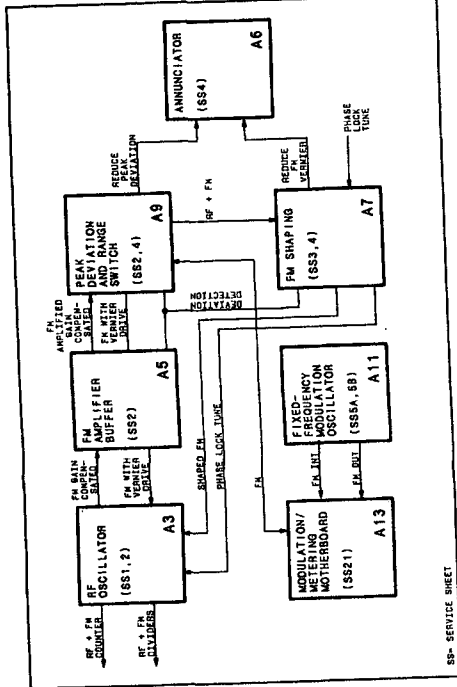 RF + FM
COUNTER
RF + FM
DIVIDERS
RF
OSCILLATOR
(SS1,2)
A3
FM GAIN
COMPEN-
SATED
FM WITH
VERNIER
DRIVE
FM
AMPLIFIER
BUFFER
(SS2)
A5
FM
AMPLIFIED
GAIN
COMPEN-
SATED
FM WITH
VERNIER
DRIVE
PEAK
DEVIATION
AND RANGE
SWITCH
(SS2,4)
A9
REDUCE
PEAK
DEVIATION
ANNUNCIATOR
(SS4)
A6
DEVIATION
DETECTION
RF + FM
REDUCE
FM
VERNIER
SHAPED FM
PHASE LOCK TUNE
FM
FM SHAPING
(SS3,4)
A7
PHASE
LOCK
TUNE
MODULATION/
METERING
MOTHERBOARD
(SS21)
A13
FM INT
FM OUT
FIXED-
FREQUENCY
MODULATION
OSCILLATOR
(SS5A,5B)
A11
SS= SERVICE SHEET